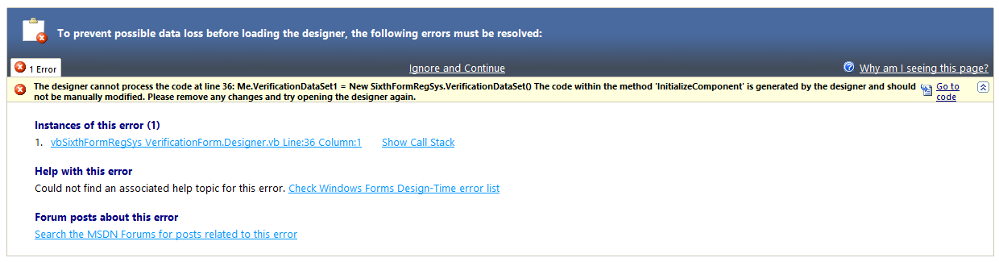 To prevent possible data loss before loading the designer, the following errors must be resolved:
1 Error Ignore and Continue Why am I seeing this page?
The designer cannot process the code at line 36: Me.VerificationDataSet1 = New SixthFormRegSys.VerificationDataSet() The code within the method 'InitializeComponent' is generated by the designer and should Go to
not be manually modified. Please remove any changes and try opening the designer again. code
Instances of this error (1)
1. vbSixthFormRegSys VerificationForm.Designer.vb Line:36 Column:1 Show Call Stack
Help with this error
Could not find an associated help topic for this error. Check Windows Forms Design-Time error list
Forum posts about this error
Search the MSDN Forums for posts related to this error